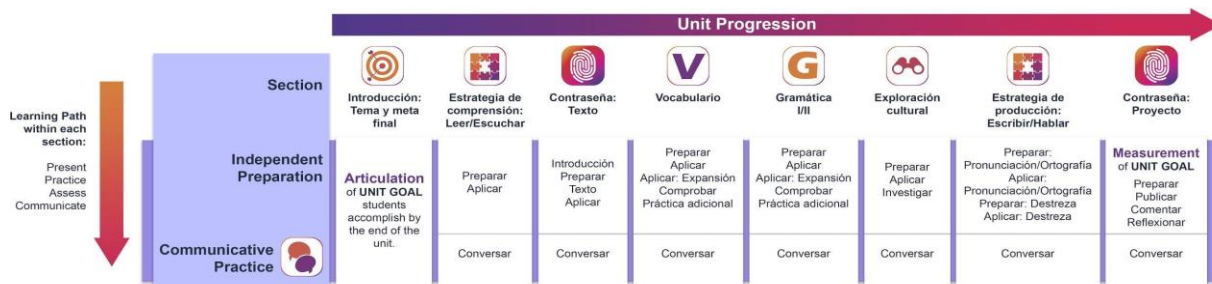 Unit Progression
Section
V
G
Introducción:
Tema y meta
final
Estrategia de
comprensión:
Leer/Escuchar
Contraseña:
Texto
Vocabulario
Gramática
I/II
Exploración
cultural
Estrategia de
producción:
Escribir/Hablar
Contraseña:
Proyecto
Learning Path
within each
section:
Present
Practice
Assess
Communicate
Independent
Preparation
Articulation
of UNIT GOAL
students
accomplish by
the end of the
unit.
Preparar
Aplicar
Introducción
Preparar
Texto
Aplicar
Preparar
Aplicar
Aplicar: Expansión
Comprobar
Práctica adicional
Preparar
Aplicar
Aplicar: Expansión
Comprobar
Práctica adicional
Preparar
Aplicar
Investigar
Preparar:
Pronunciación/Ortografía
Aplicar:
Pronunciación/Ortografía
Preparar: Destreza
Aplicar: Destreza
Measurement
of UNIT GOAL
Preparar
Publicar
Comentar
Reflexionar
Communicative
Practice
Conversar
Conversar
Conversar
Conversar
Conversar
Conversar
Conversar